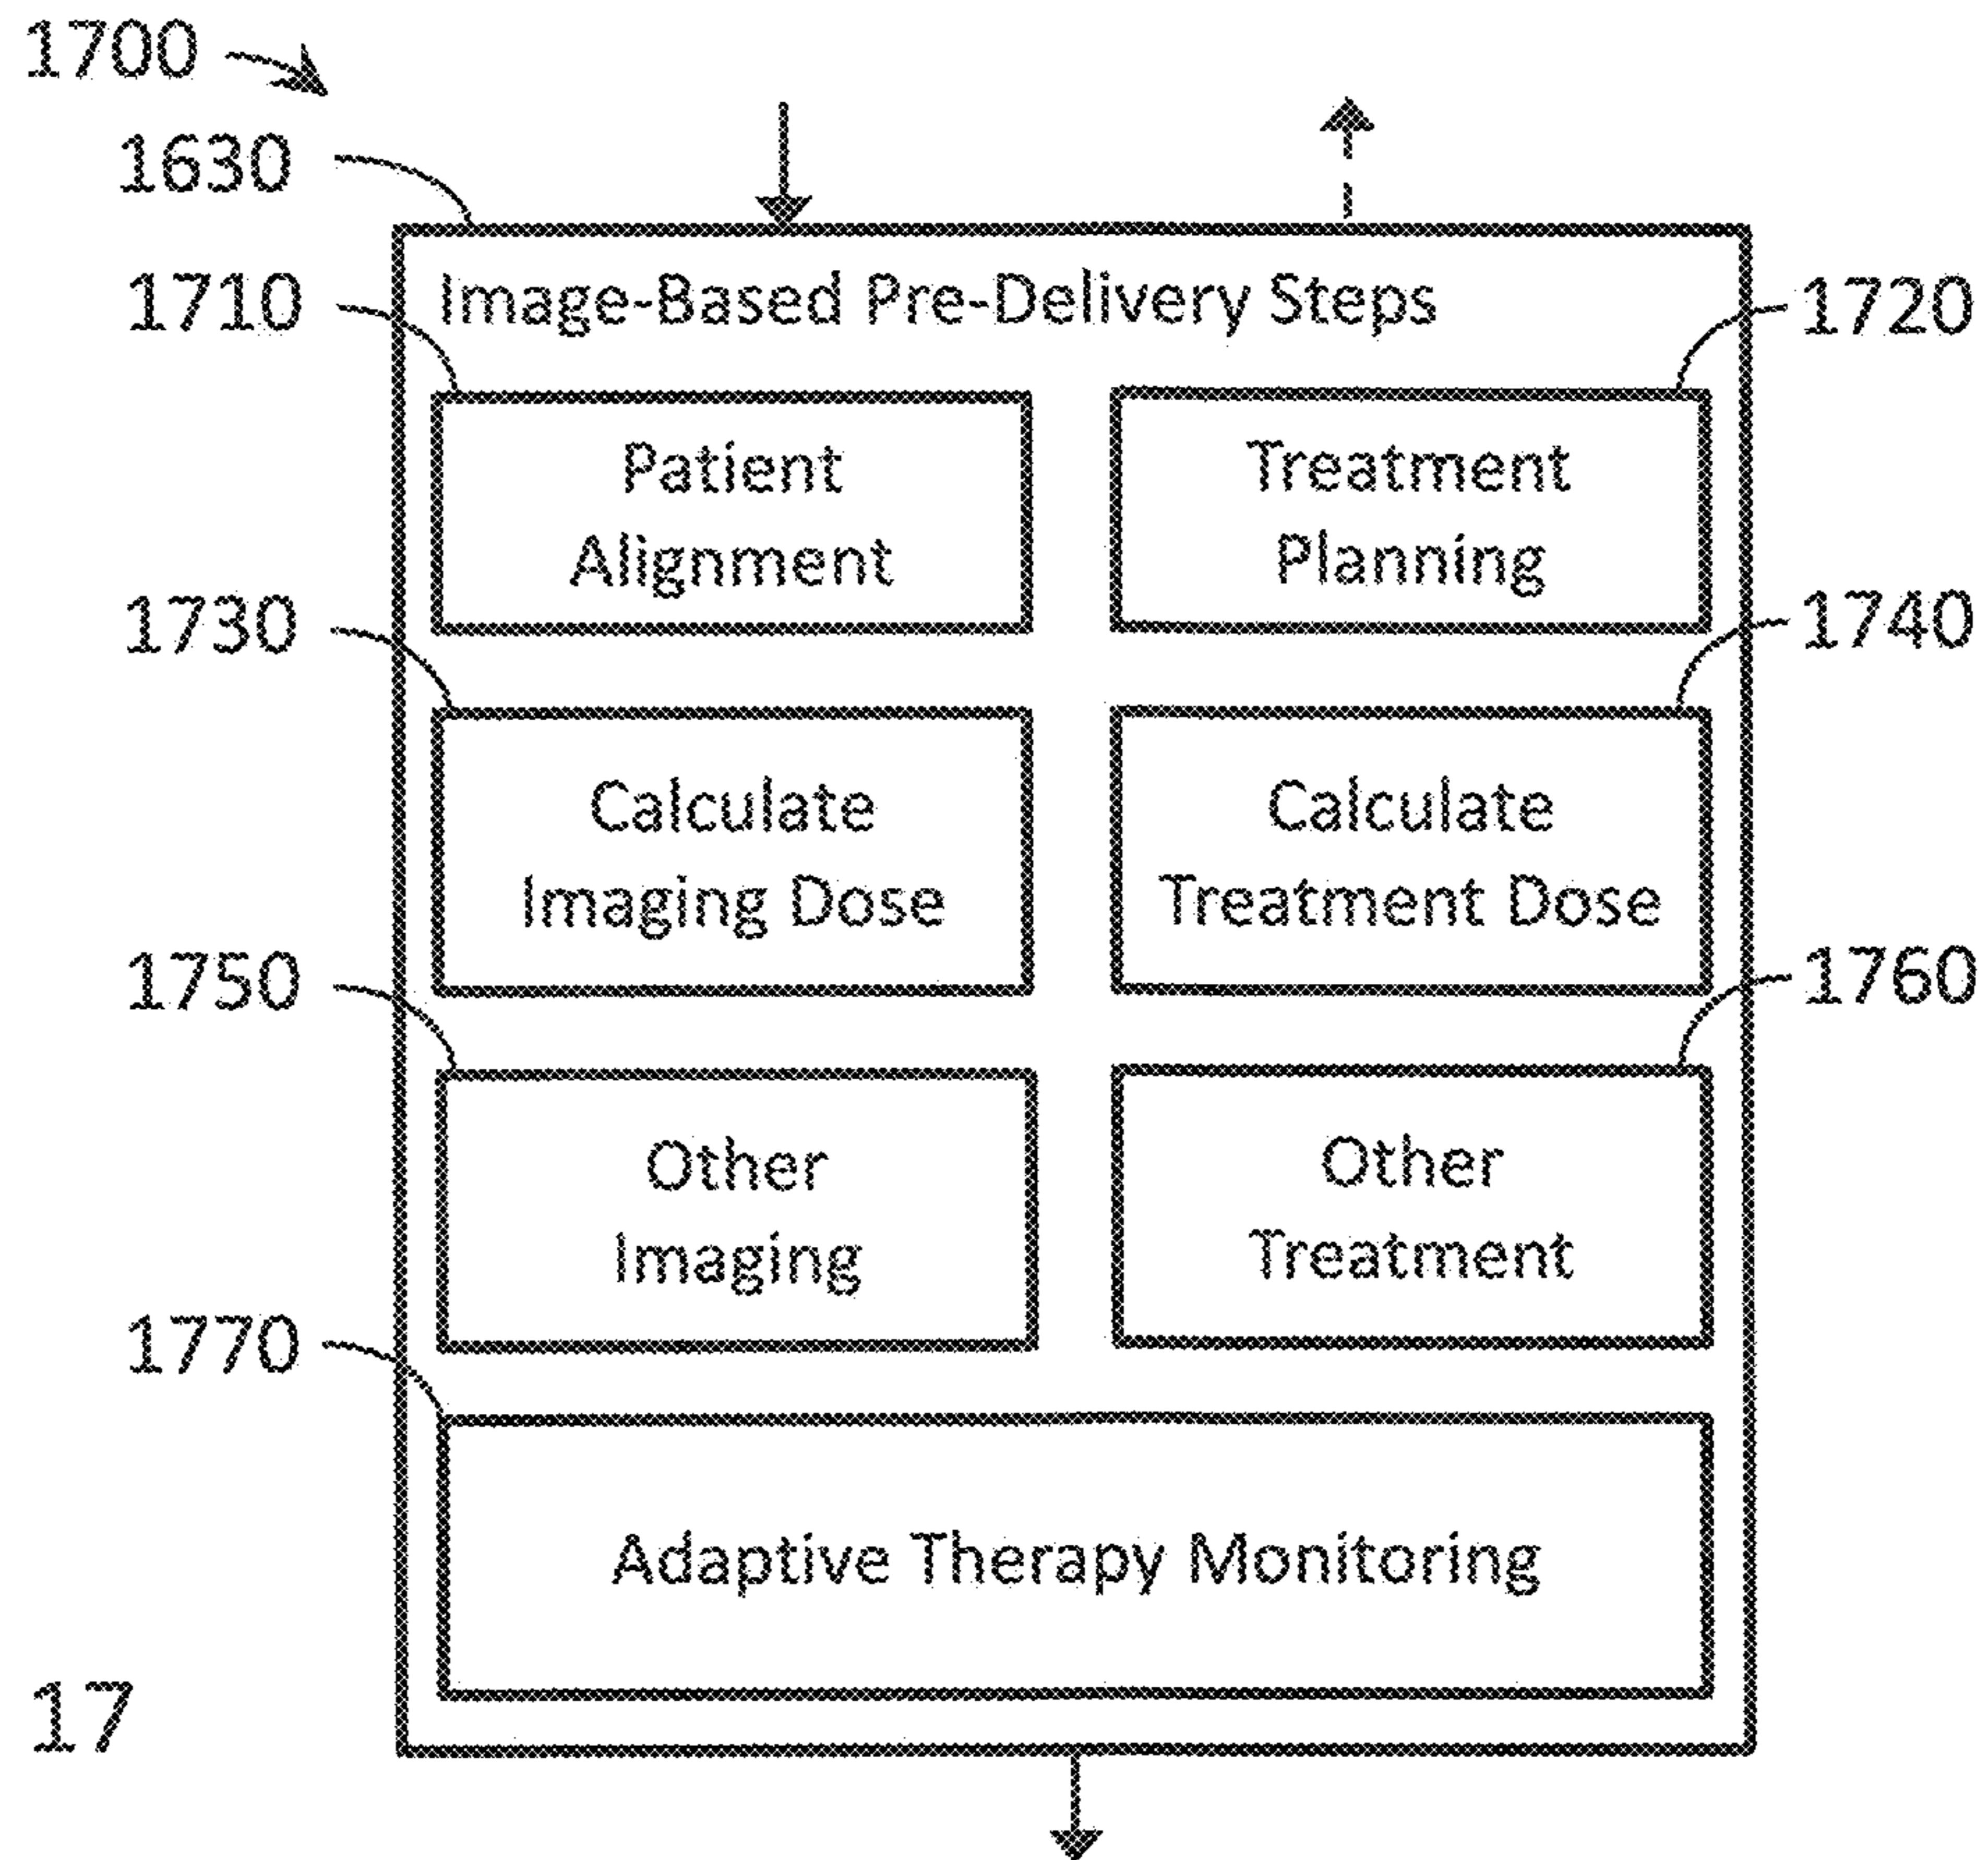 1700
1630
1710
Image-Based Pre-Delivery Steps
1720
Patient
Alignment
Treatment
Planning
1730
1740
Calculate
Imaging Dose
Calculate
Treatment Dose
1750
1760
Other
Imaging
Other
Treatment
1770
Adaptive Therapy Monitoring
17